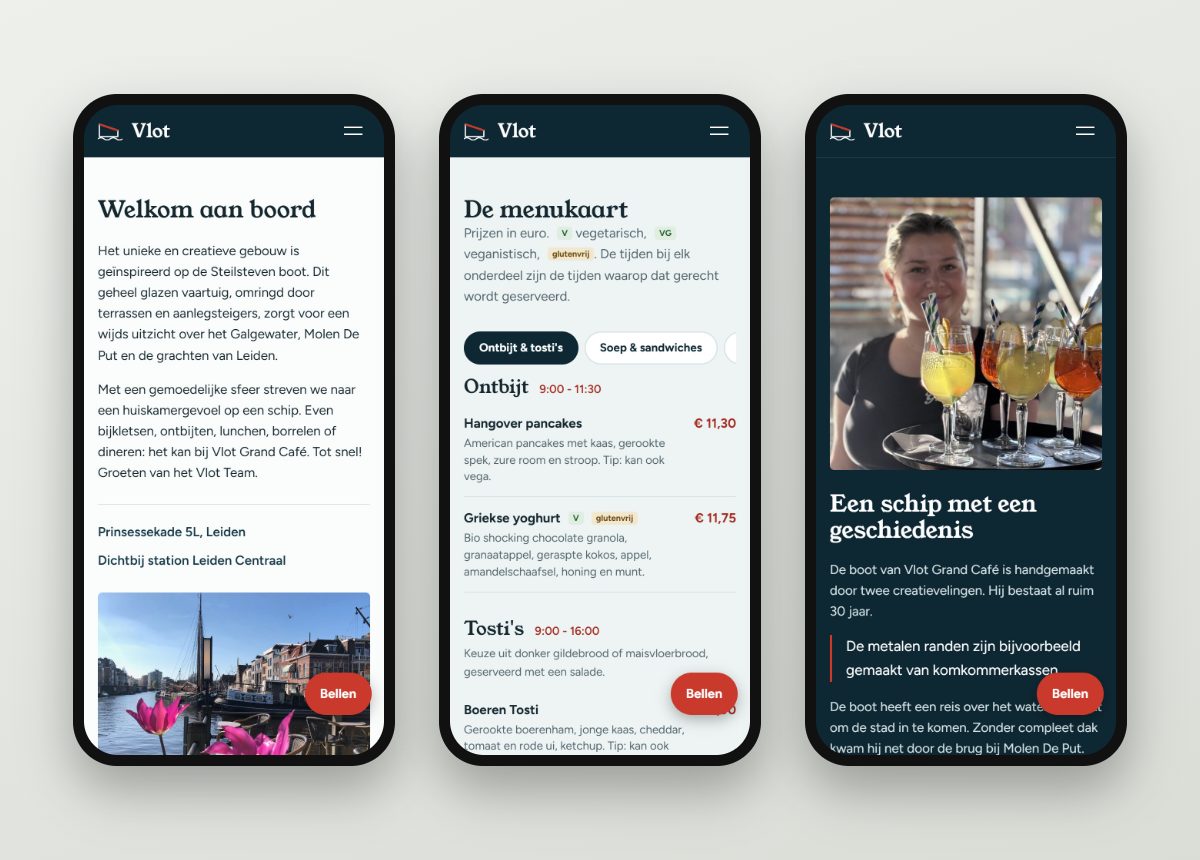 Vlot
Welkom aan boord
Het unieke en creatieve gebouw is
geïnspireerd op de Steilsteven boot. Dit
geheel glazen vaartuig, omringd door
terrassen en aanlegsteigers, zorgt voor een
wijds uitzicht over het Galgewater, Molen De
Put en de grachten van Leiden.
Met een gemoedelijke sfeer streven we naar
een huiskamergevoel op een schip. Even
bijkletsen, ontbijten, lunchen, borrelen of
dineren: het kan bij Vlot Grand Café. Tot snel!
Groeten van het Vlot Team.
Prinsessekade 5L, Leiden
Dichtbij station Leiden Centraal
Bellen
Vlot
De menukaart
Prijzen in euro. V vegetarisch, VG
veganistisch, glutenvrij. De tijden bij elk
onderdeel zijn de tijden waarop dat gerecht
wordt geserveerd.
Ontbijt & tosti's Soep & sandwiches
Ontbijt 9:00 - 11:30
Hangover pancakes € 11,30
American pancakes met kaas, gerookte
spek, zure room en stroop. Tip: kan ook
vega.
Griekse yoghurt V glutenvrij € 11,75
Bio shocking chocolate granola,
granaatappel, geraspte kokos, appel,
amandelschaafsel, honing en munt.
Tosti's 9:00 - 16:00
Keuze uit donker gildebrood of maisvloerbrood,
geserveerd met een salade.
Bellen
Boeren Tosti
Gerookte boerenham, jonge kaas, cheddar,
tomaat en rode ui, ketchup. Tip: kan ook
Vlot
Een schip met een
geschiedenis
De boot van Vlot Grand Café is handgemaakt
door twee creatievelingen. Hij bestaat al ruim
30 jaar.
De metalen randen zijn bijvoorbeeld
gemaakt van komkommerkassen
Bellen
De boot heeft een reis over het
om de stad in te komen. Zonder compleet dak
kwam hij net door de brug bij Molen De Put,